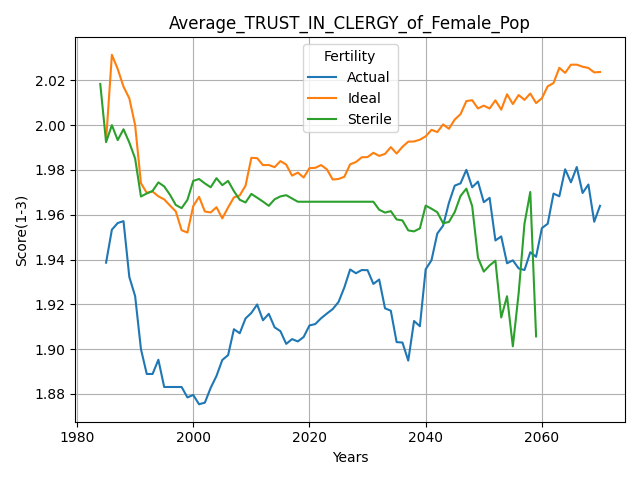 Average_TRUST_IN_CLERGY_of_Female_Pop
Fertility
Actual
Ideal
Sterile
Score(1-3)
2.02
2.00
1.98
1.96
1.94
1.92
1.90
1.88
1980
2000
2020
2040
2060
Years